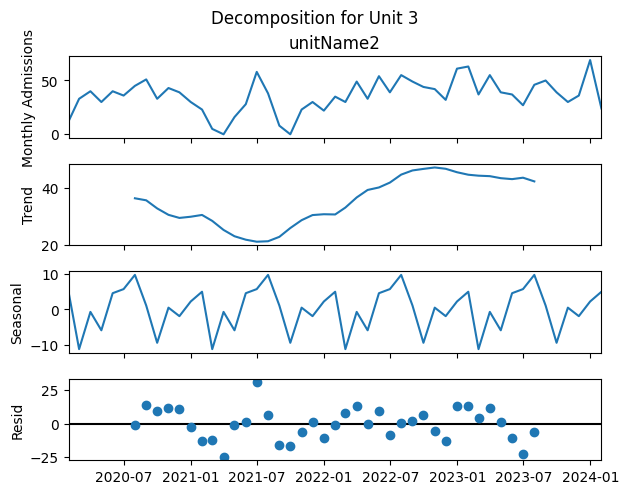 Decomposition for Unit 3
unitName2
Monthly Admissions
50
0
Trend
40
20
Seasonal
10
0
−10
Resid
25
0
−25
2020-07 2021-01 2021-07 2022-01 2022-07 2023-01 2023-07 2024-01